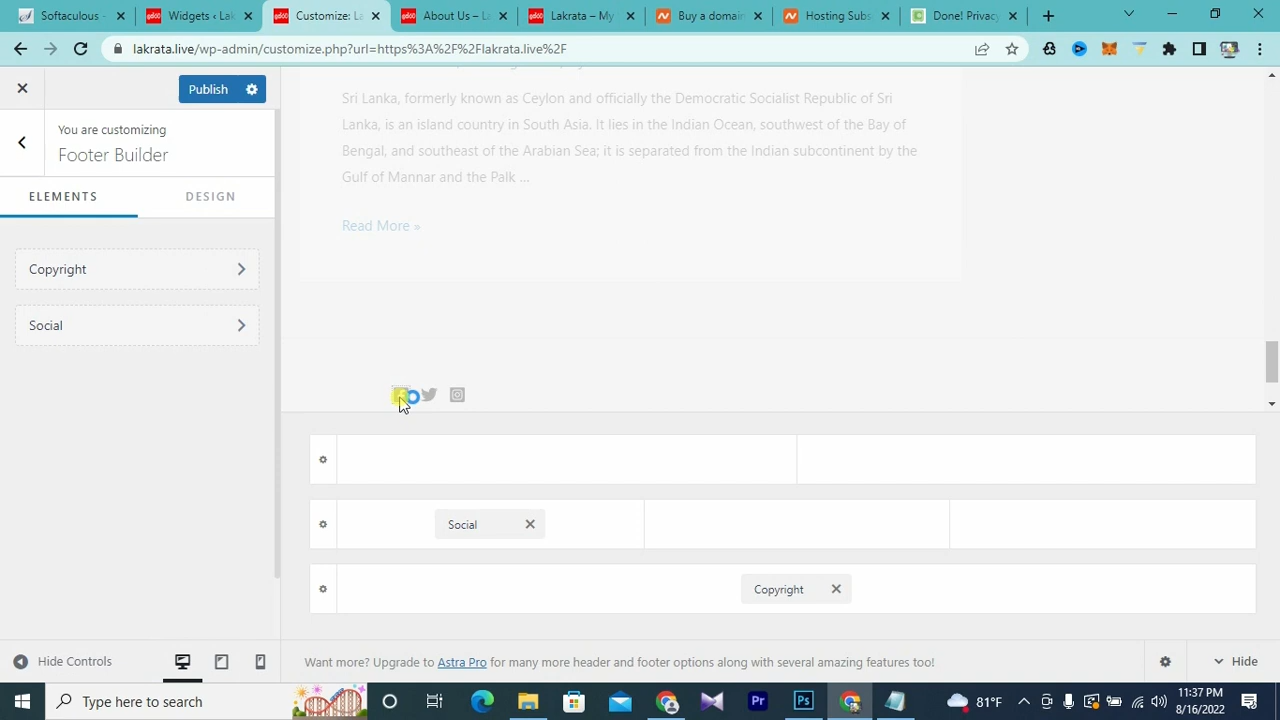 Softaculous -
Widgets ‹ Lak
Customize: L
About Us – L
Lakrata – My
Buy a domain
Hosting Subs
Done! Privac
lakrata.live/wp-admin/customize.php?url=https%3A%2F%2Flakrata.live%2F
Publish
You are customizing
Footer Builder
ELEMENTS
DESIGN
Copyright
Social
Sri Lanka, formerly known as Ceylon and officially the Democratic Socialist Republic of Sri
Lanka, is an island country in South Asia. It lies in the Indian Ocean, southwest of the Bay of
Bengal, and southeast of the Arabian Sea; it is separated from the Indian subcontinent by the
Gulf of Mannar and the Palk ...
Read More »
Social
Copyright
Hide Controls
Want more? Upgrade to Astra Pro for many more header and footer options along with several amazing features too!
Hide
Type here to search
Pr
Ps
81°F
11:37 PM
8/16/2022